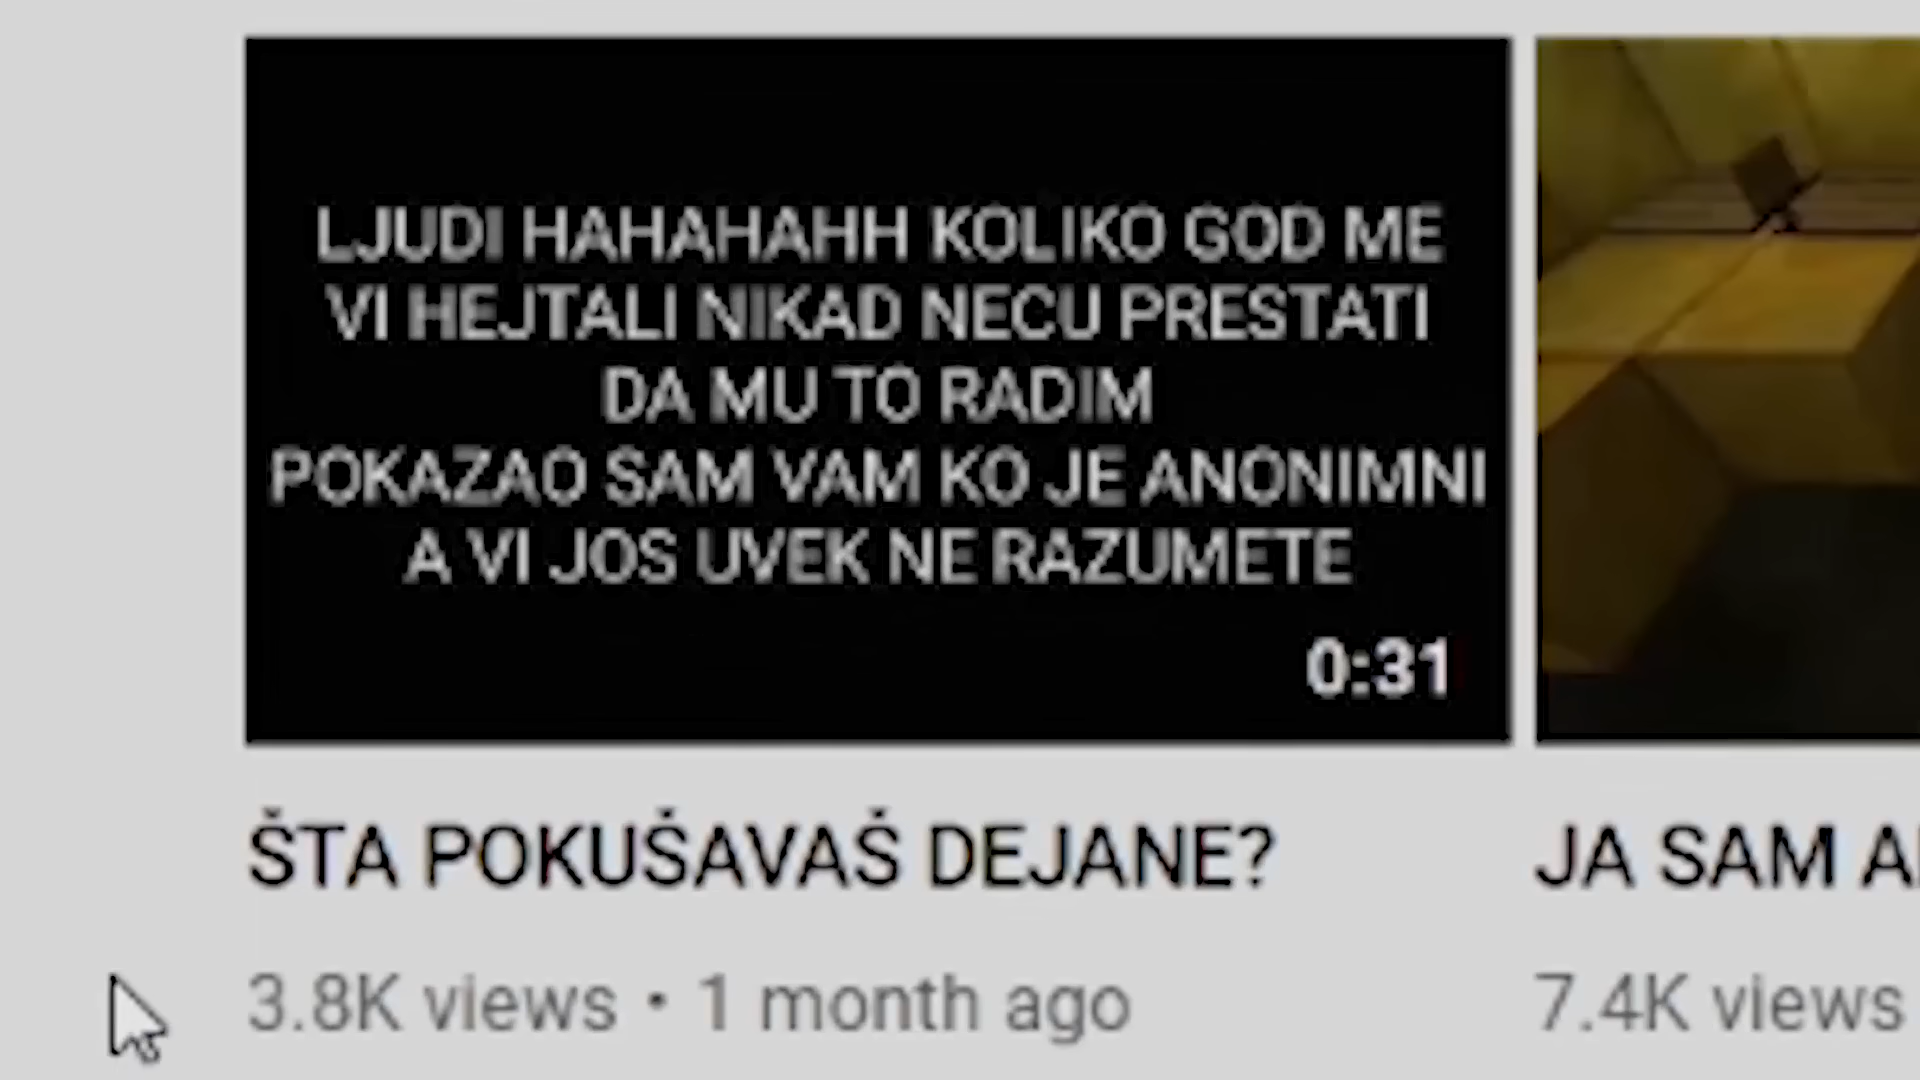 LJUDI HAHAHAHH KOLIKO GOD ME
VI HEJTALI NIKAD NECU PRESTATI
DA MU TO RADIM
POKAZAO SAM VAM KO JE ANONIMNI
A VI JOS UVEK NE RAZUMETE
0:31
ŠTA POKUŠAVAŠ DEJANE?
3.8K views • 1 month ago
JA SAM
7.4K views